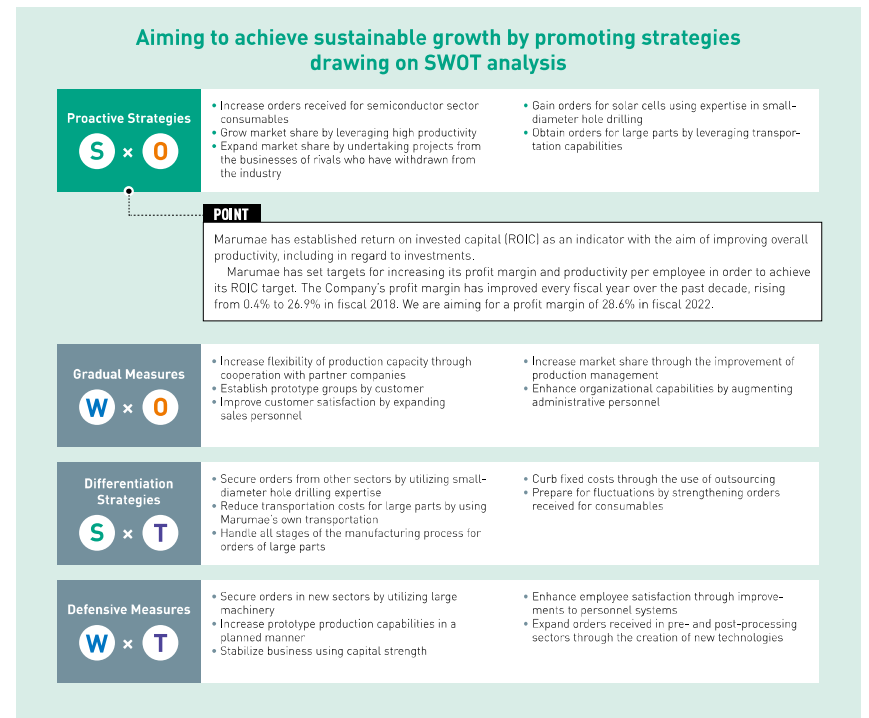 Aiming to achieve sustainable growth by promoting strategies
drawing on SWOT analysis
Proactive Strategies
S × O
• Increase orders received for semiconductor sector
consumables
• Grow market share by leveraging high productivity
• Expand market share by undertaking projects from
the businesses of rivals who have withdrawn from
the industry
• Gain orders for solar cells using expertise in small-
diameter hole drilling
• Obtain orders for large parts by leveraging transpor-
tation capabilities
POINT
Marumae has established return on invested capital (ROIC) as an indicator with the aim of improving overall
productivity, including in regard to investments.
Marumae has set targets for increasing its profit margin and productivity per employee in order to achieve
its ROIC target. The Company's profit margin has improved every fiscal year over the past decade, rising
from 0.4% to 26.9% in fiscal 2018. We are aiming for a profit margin of 28.6% in fiscal 2022.
Gradual Measures
W × O
• Increase flexibility of production capacity through
cooperation with partner companies
• Establish prototype groups by customer
• Improve customer satisfaction by expanding
sales personnel
• Increase market share through the improvement of
production management
• Enhance organizational capabilities by augmenting
administrative personnel
Differentiation
Strategies
S × T
• Secure orders from other sectors by utilizing small-
diameter hole drilling expertise
• Reduce transportation costs for large parts by using
Marumae's own transportation
• Handle all stages of the manufacturing process for
orders of large parts
• Curb fixed costs through the use of outsourcing
• Prepare for fluctuations by strengthening orders
received for consumables
Defensive Measures
W × T
• Secure orders in new sectors by utilizing large
machinery
• Increase prototype production capabilities in a
planned manner
• Stabilize business using capital strength
• Enhance employee satisfaction through improve-
ments to personnel systems
• Expand orders received in pre- and post-processing
sectors through the creation of new technologies